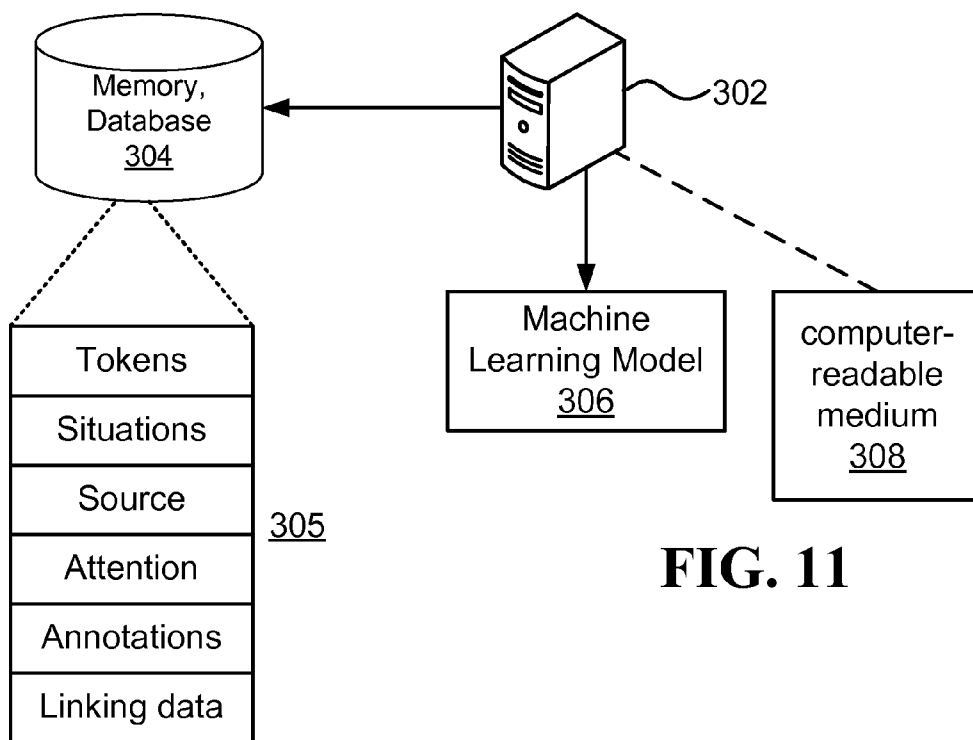 Memory,
Database
304
302
Machine
Learning Model
306
computer-
readable
medium
308
Tokens
Situations
Source
Attention
Annotations
Linking data
305
FIG. 11